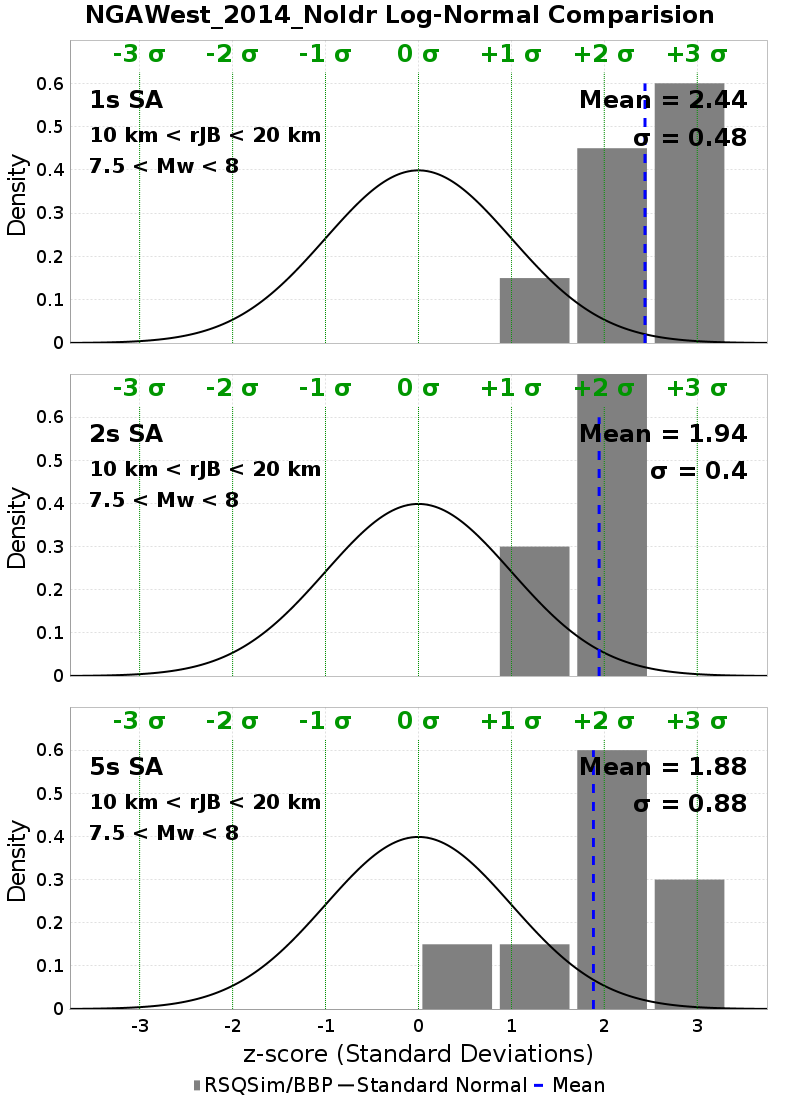 NGAWest_2014_NoIdr Log-Normal Comparision
-3 σ -2 σ -1 σ 0 σ +1 σ +2 σ +3 σ
0.6
1s SA
Mean = 2.44
0.5
10 km < rJB < 20 km
σ = 0.48
0.4
7.5 < Mw < 8
0.3
0.2
0.1
0
Density
-3 σ -2 σ -1 σ 0 σ +1 σ +2 σ +3 σ
0.6
2s SA
Mean = 1.94
0.5
10 km < rJB < 20 km
σ = 0.4
0.4
7.5 < Mw < 8
0.3
0.2
0.1
0
Density
-3 σ -2 σ -1 σ 0 σ +1 σ +2 σ +3 σ
0.6
5s SA
Mean = 1.88
0.5
10 km < rJB < 20 km
σ = 0.88
0.4
7.5 < Mw < 8
0.3
0.2
0.1
0
Density
-3 -2 -1 0 1 2 3
z-score (Standard Deviations)
RSQSim/BBP Standard Normal Mean